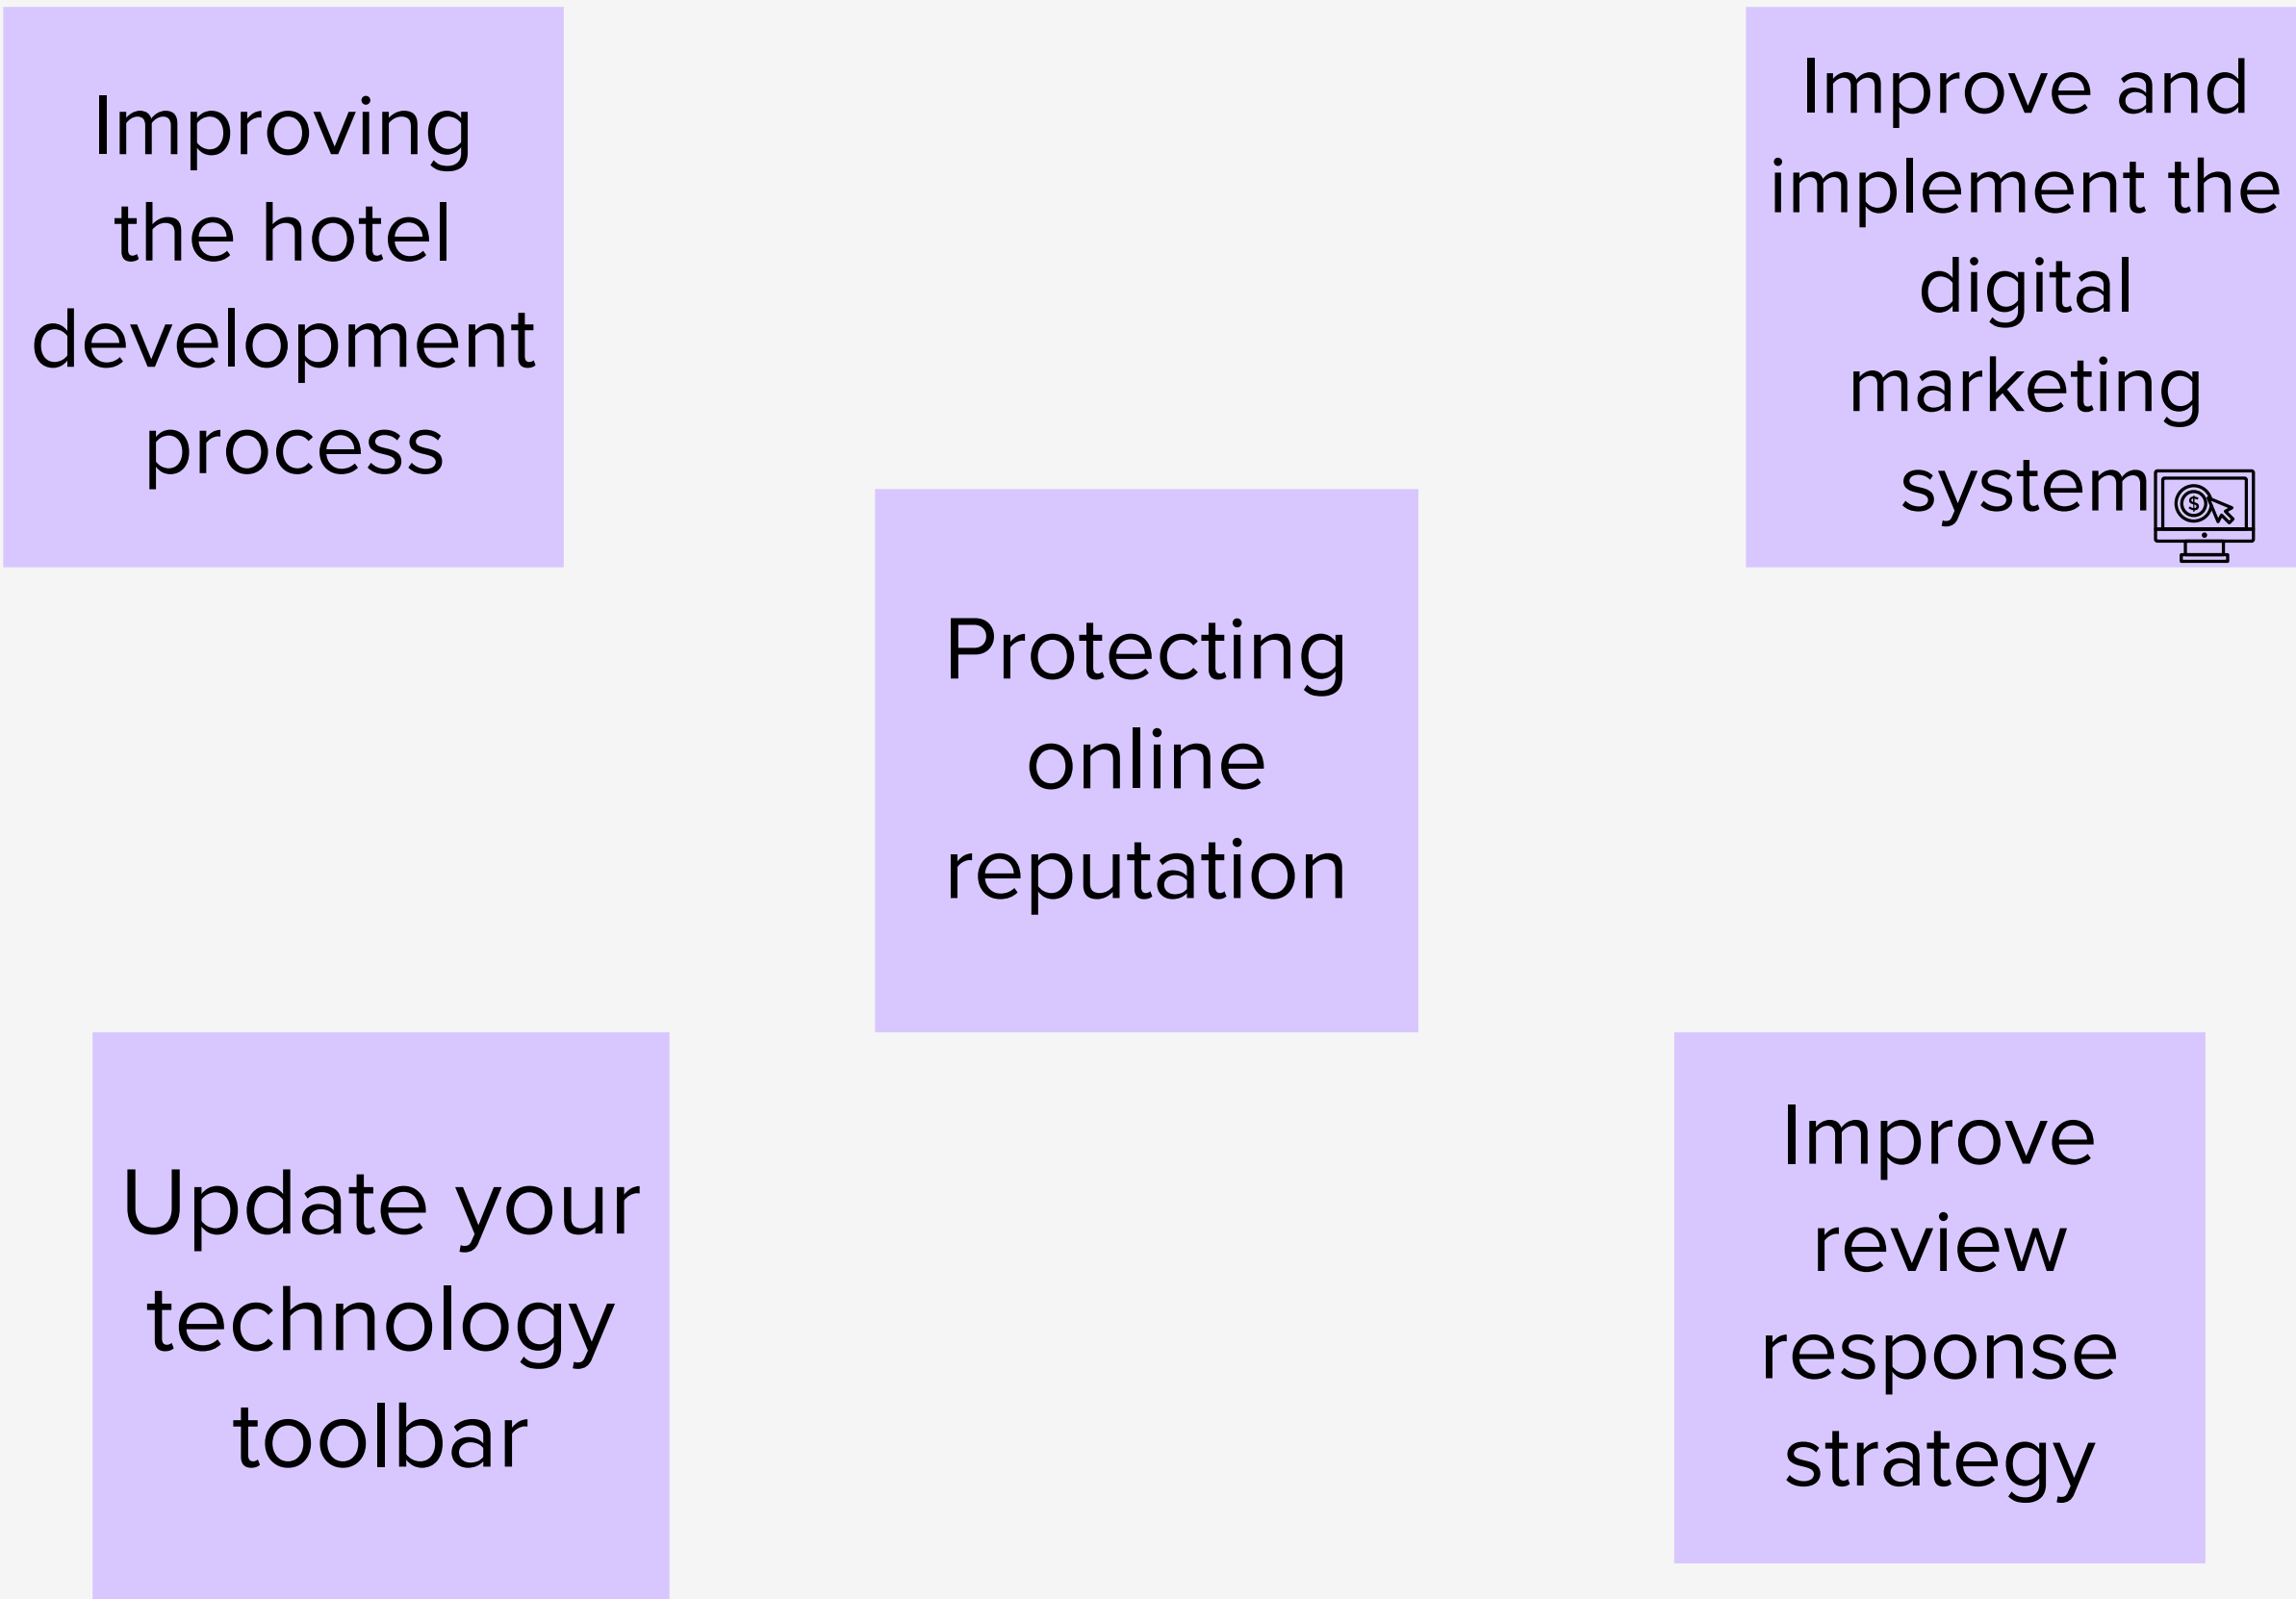 Improving
the hotel
development
process
Improve and
implement the
digital
marketing
system
$
Protecting
online
reputation
Update your
technology
toolbar
Improve
review
response
strategy